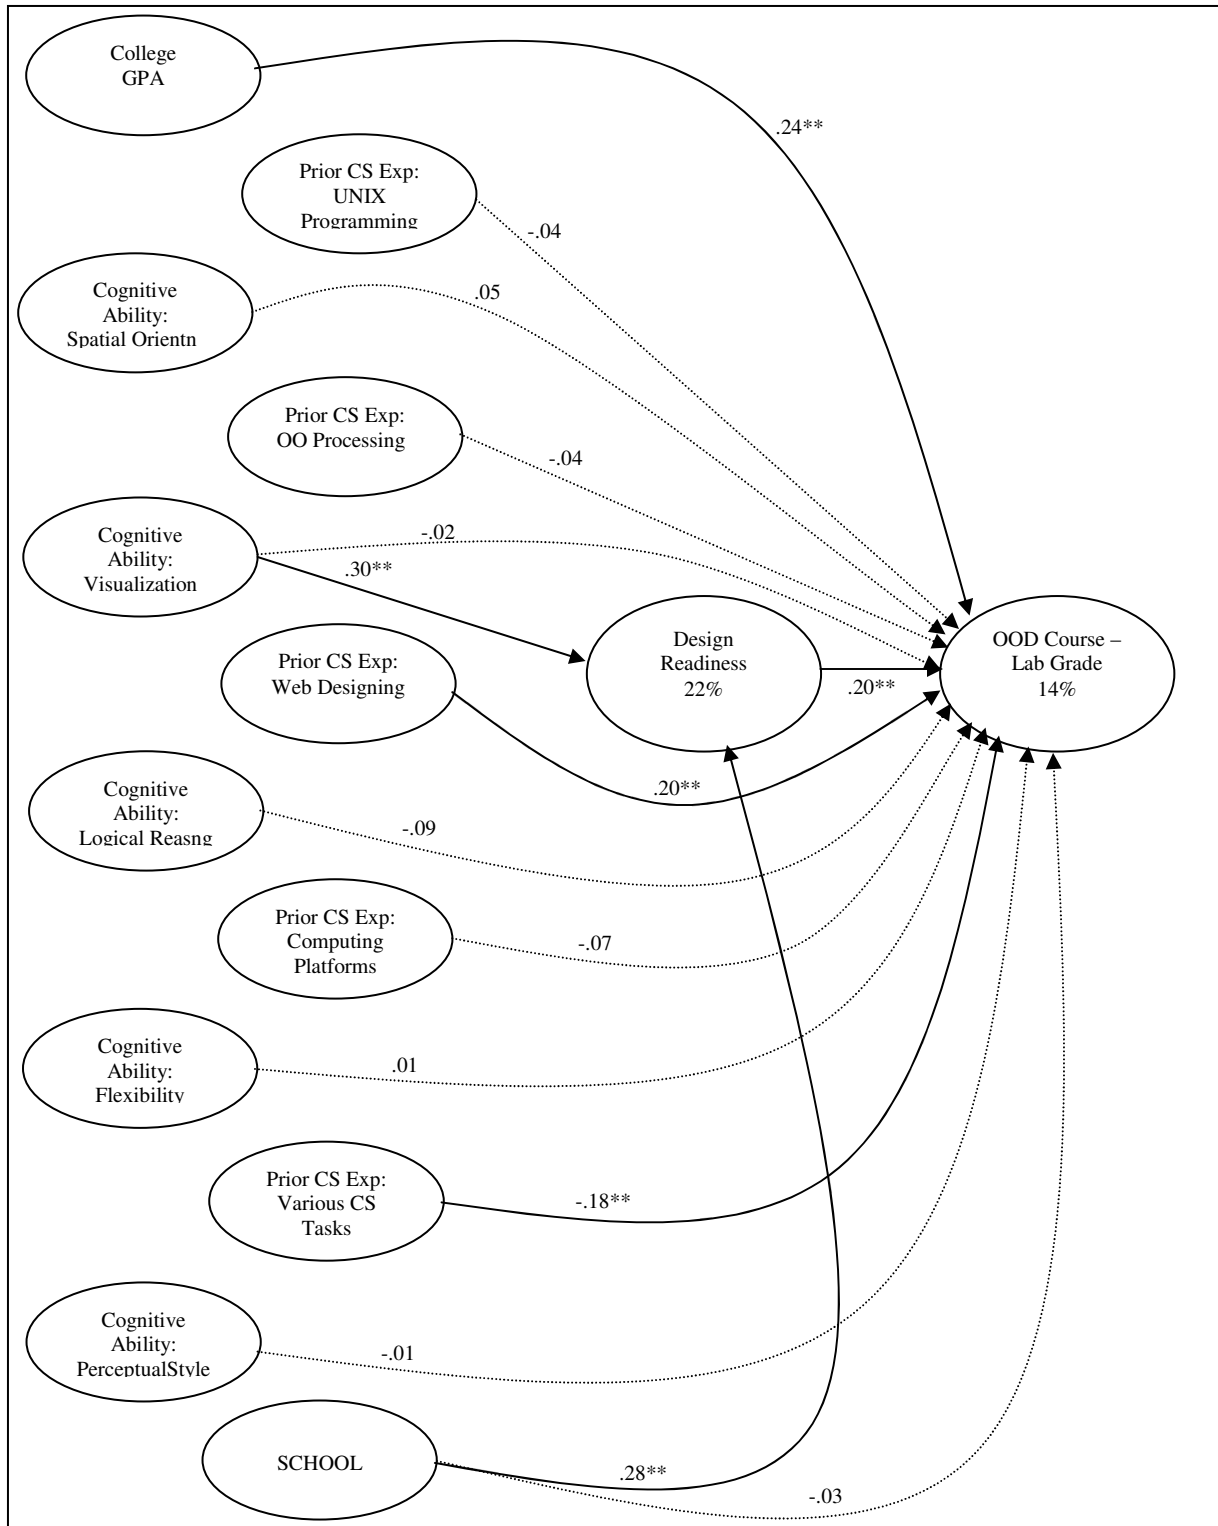 College
GPA
.24**
Prior CS Exp:
UNIX
Programming
-.04
Cognitive
Ability:
Spatial Orientn
.05
Prior CS Exp:
OO Processing
-.04
Cognitive
Ability:
Visualization
-.02
.30**
Design
Readiness
22%
.20**
OOD Course –
Lab Grade
14%
Prior CS Exp:
Web Designing
.20**
Cognitive
Ability:
Logical Reasng
-.09
Prior CS Exp:
Computing
Platforms
-.07
Cognitive
Ability:
Flexibility
.01
Prior CS Exp:
Various CS
Tasks
-.18**
Cognitive
Ability:
PerceptualStyle
-.01
SCHOOL
.28**
-.03